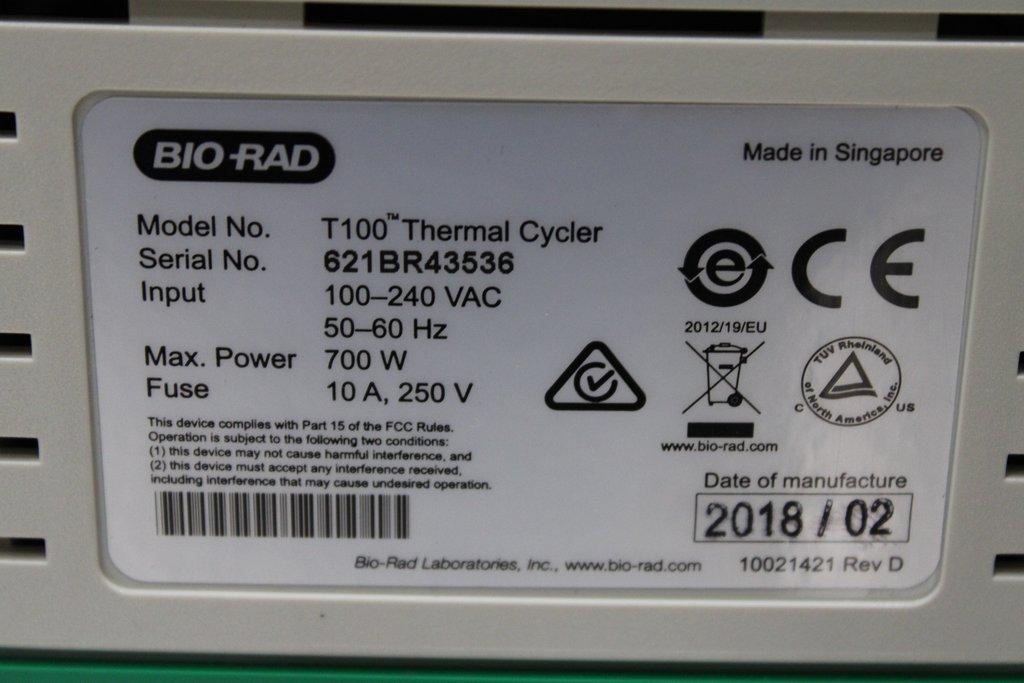 BIO-RAD
Made in Singapore
Model No. T100™ Thermal Cycler
Serial No. 621BR43536
Input 100–240 VAC
50–60 Hz
Max. Power 700 W
Fuse 10 A, 250 V
e
CE
2012/19/EU
TÜV Rheinland
of North America, Inc.
C US
www.bio-rad.com
This device complies with Part 15 of the FCC Rules.
Operation is subject to the following two conditions:
(1) this device may not cause harmful interference, and
(2) this device must accept any interference received,
including interference that may cause undesired operation.
Date of manufacture
2018 / 02
Bio-Rad Laboratories, Inc., www.bio-rad.com
10021421 Rev D